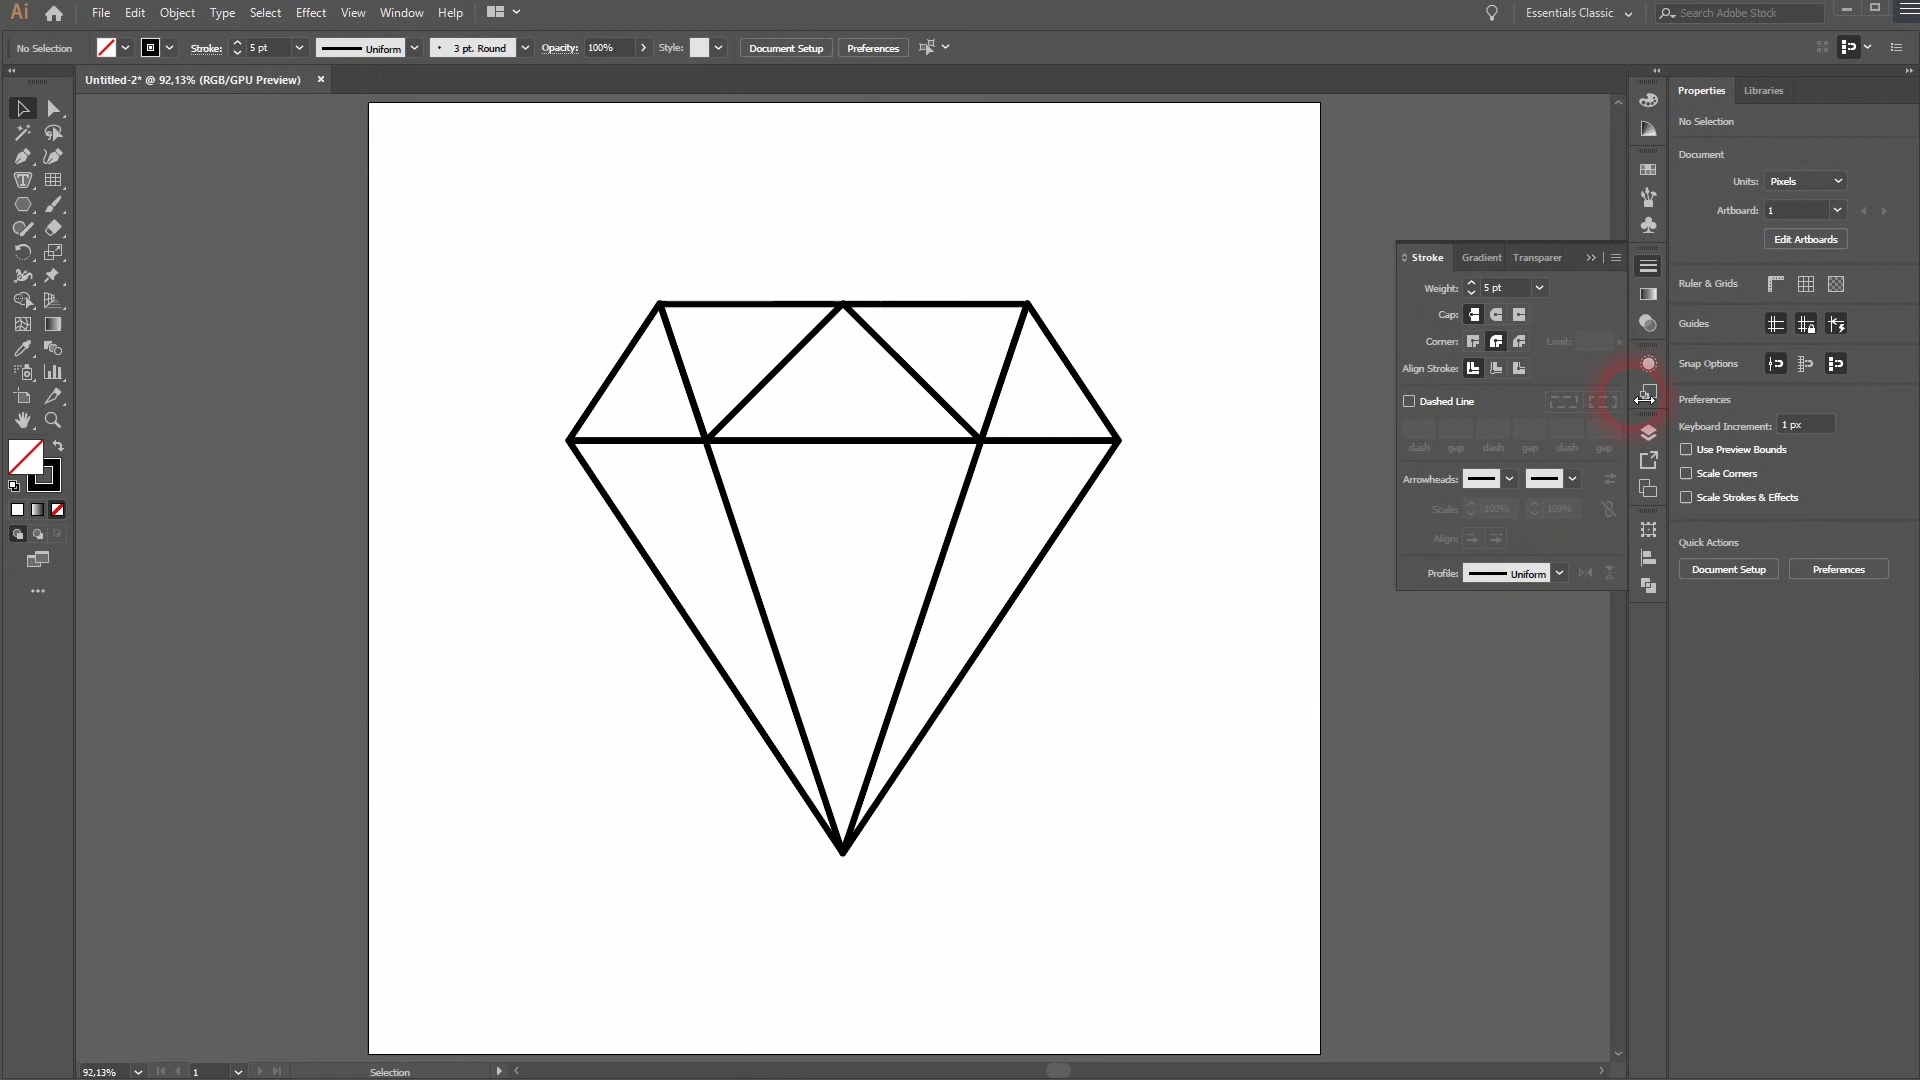 Ai File Edit Object Type Select Effect View Window Help Essentials Classic Search Adobe Stock
No Selection Stroke: 5 pt Uniform 3 pt. Round Opacity: 100% Style: Document Setup Preferences
Untitled-2* @ 92,13% (RGB/GPU Preview) ×
Properties Libraries
No Selection
Document
Units: Pixels
Artboard: 1
Edit Artboards
Ruler & Grids
Guides
Snap Options
Preferences
Keyboard Increment: 1 px
Use Preview Bounds
Scale Corners
Scale Strokes & Effects
Quick Actions
Document Setup Preferences
Stroke Gradient Transparer
Weight: 5 pt
Cap:
Corner: Limit: x
Align Stroke:
Dashed Line
dash gap dash gap dash gap
Arrowheads:
Scale: 100% 100%
Align:
Profile: Uniform
92,13% 1 Selection